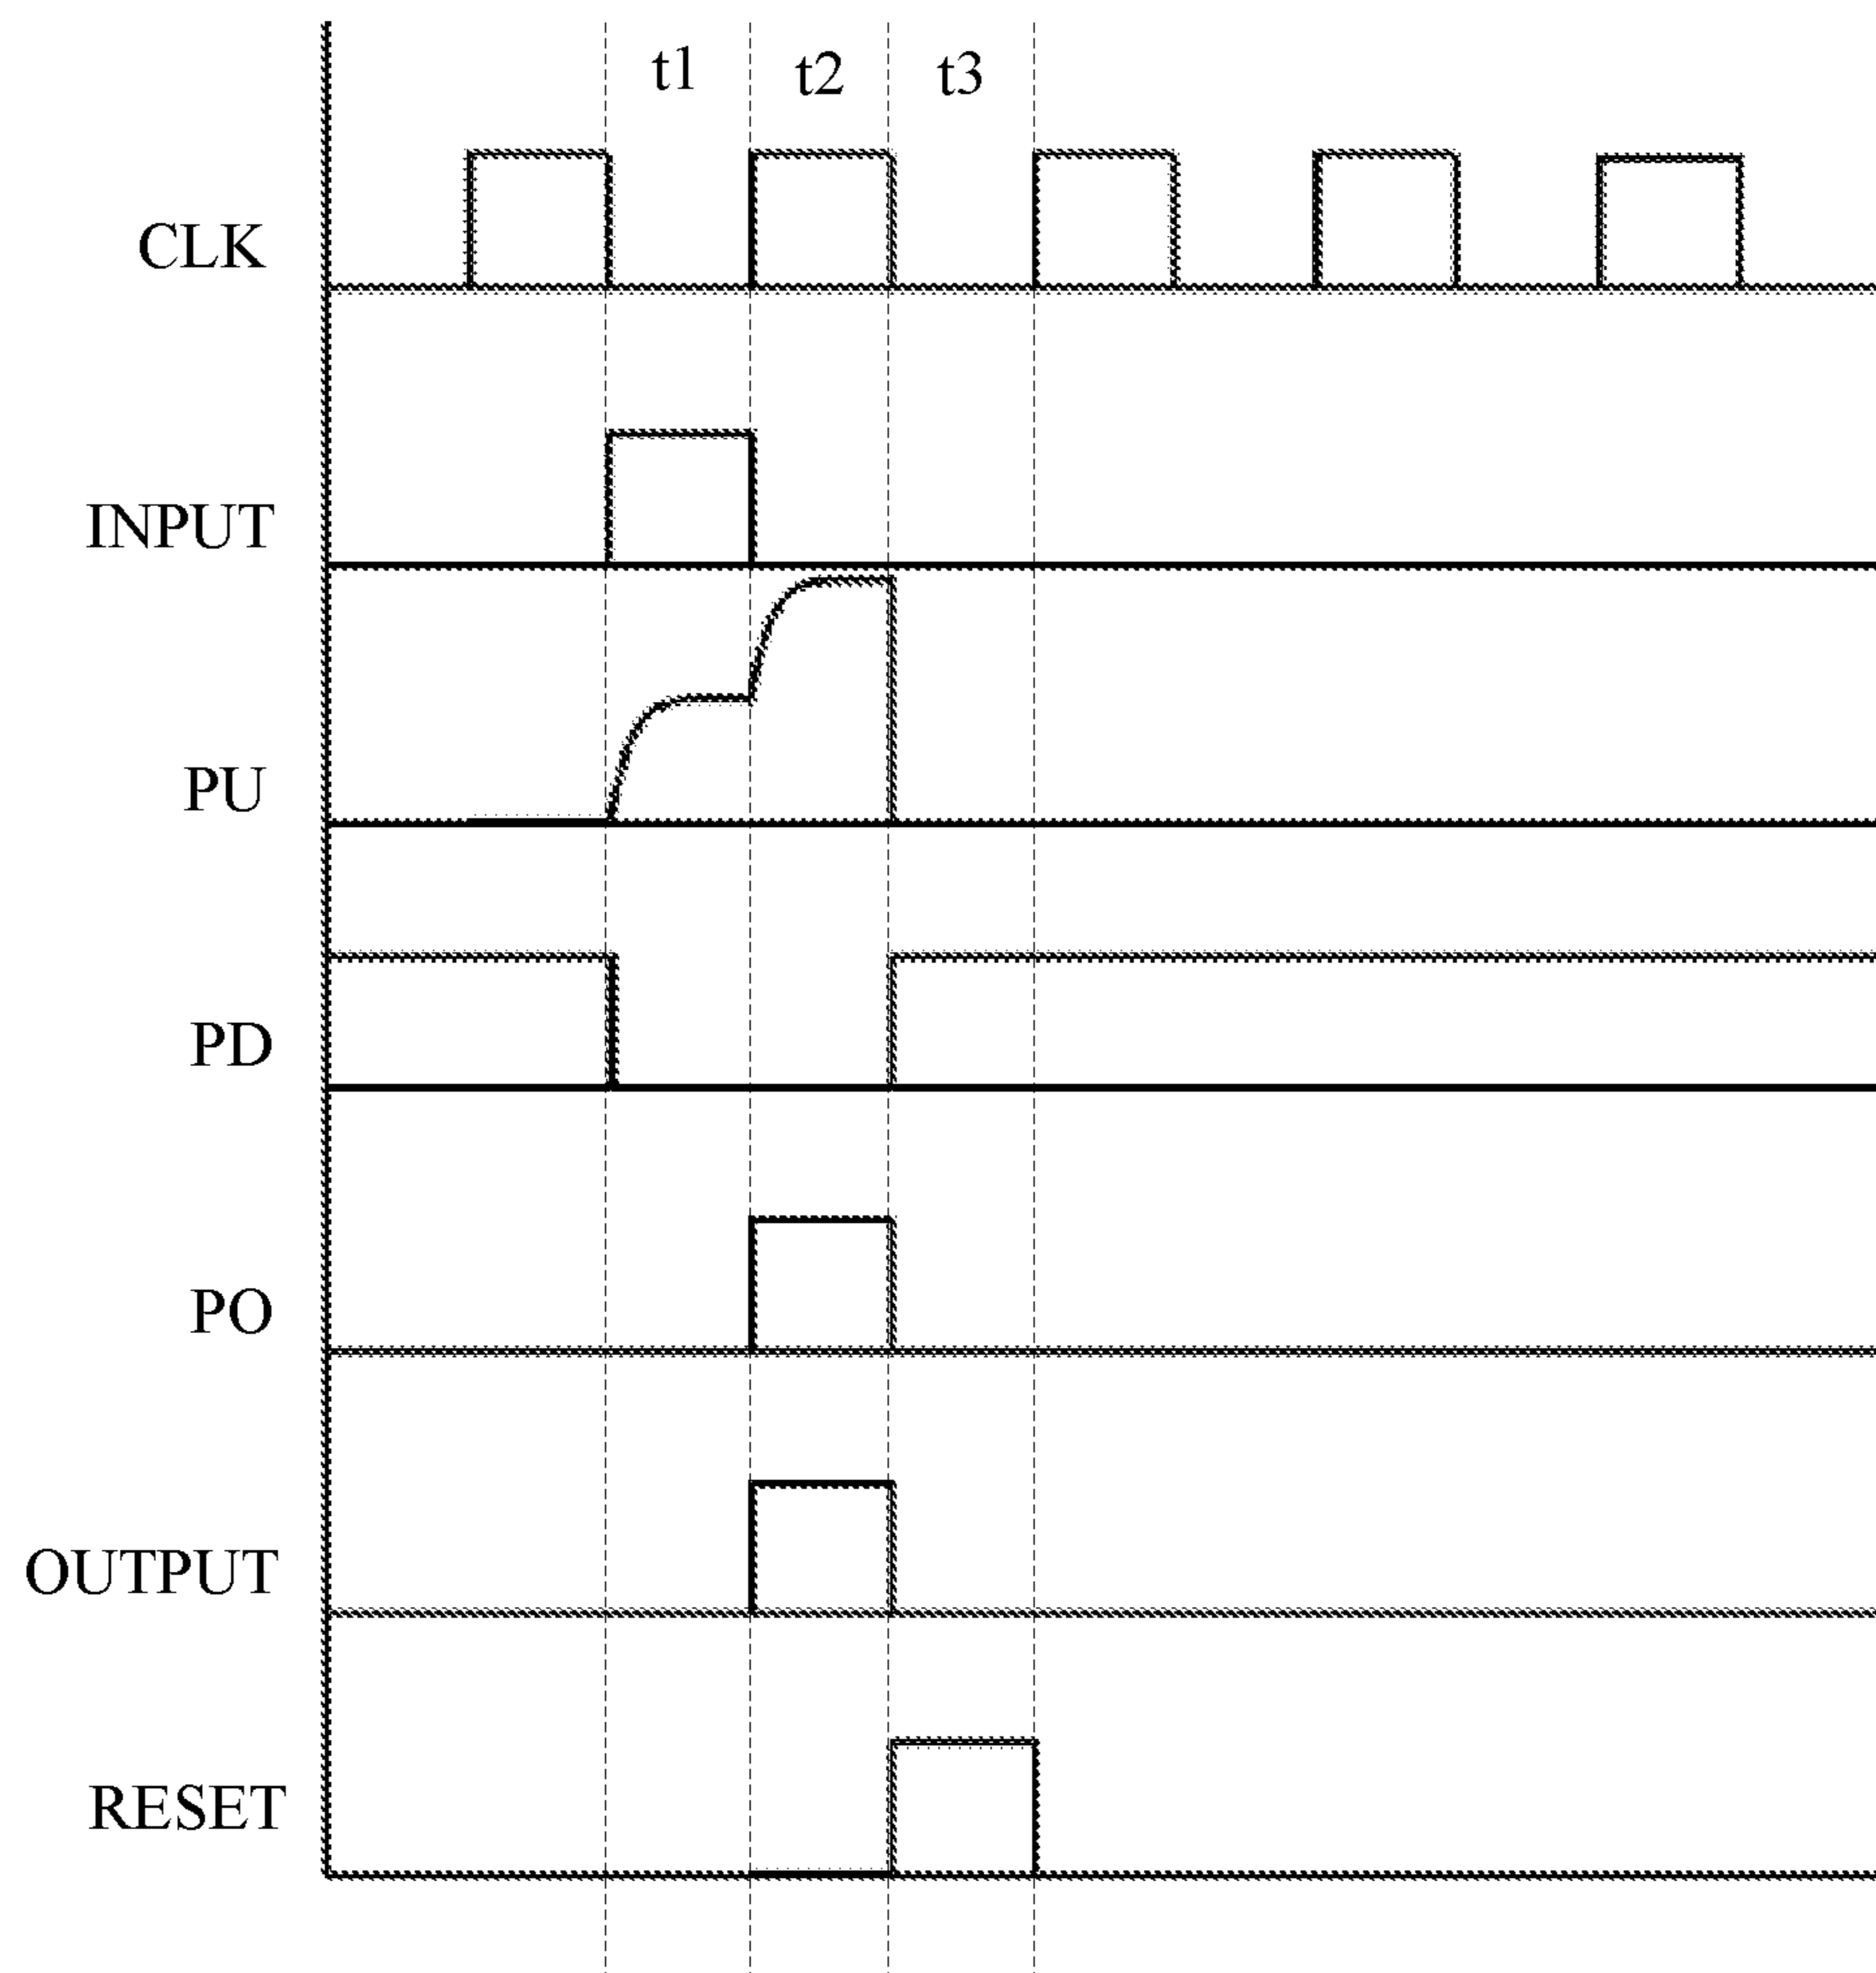 t1 t2 t3
CLK
INPUT
PU
PD
PO
OUTPUT
RESET